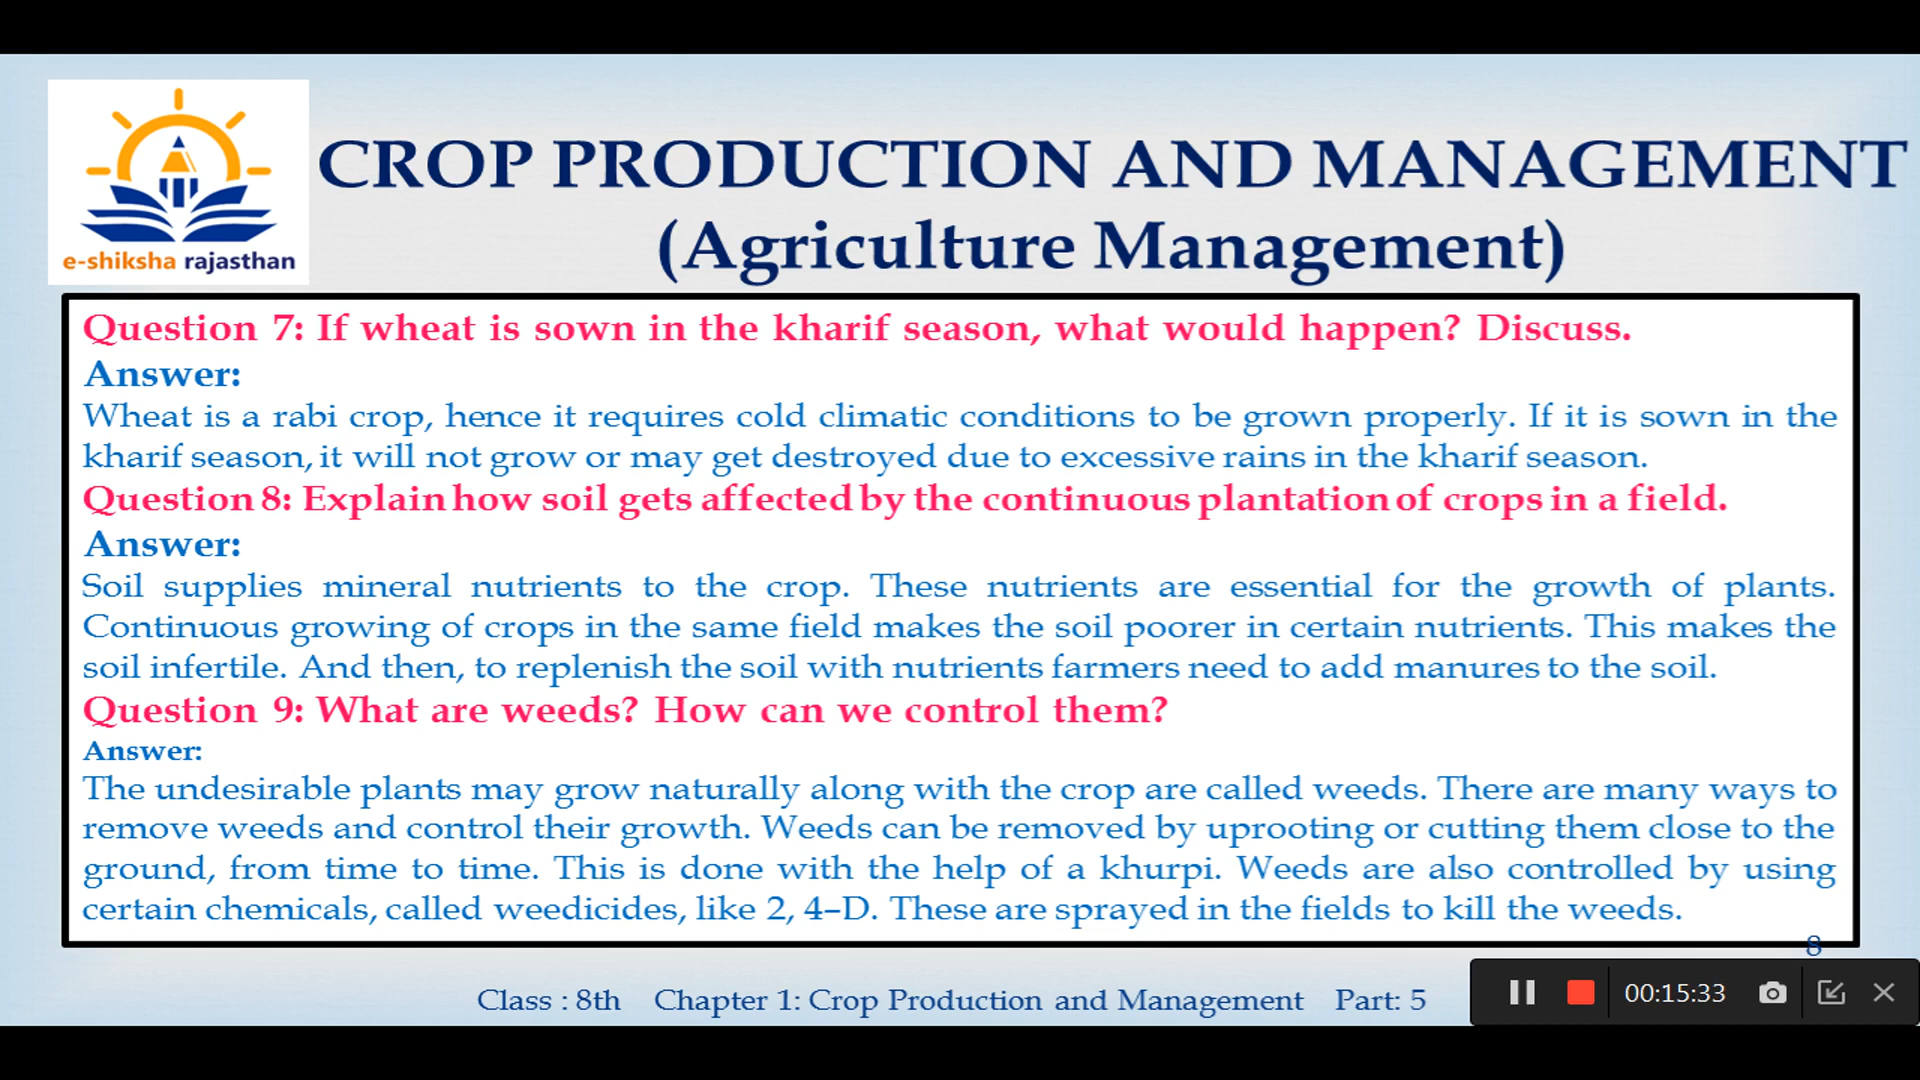 e-shiksha rajasthan
CROP PRODUCTION AND MANAGEMENT
(Agriculture Management)
Question 7: If wheat is sown in the kharif season, what would happen? Discuss.
Answer:
Wheat is a rabi crop, hence it requires cold climatic conditions to be grown properly. If it is sown in the
kharif season, it will not grow or may get destroyed due to excessive rains in the kharif season.
Question 8: Explain how soil gets affected by the continuous plantation of crops in a field.
Answer:
Soil supplies mineral nutrients to the crop. These nutrients are essential for the growth of plants.
Continuous growing of crops in the same field makes the soil poorer in certain nutrients. This makes the
soil infertile. And then, to replenish the soil with nutrients farmers need to add manures to the soil.
Question 9: What are weeds? How can we control them?
Answer:
The undesirable plants may grow naturally along with the crop are called weeds. There are many ways to
remove weeds and control their growth. Weeds can be removed by uprooting or cutting them close to the
ground, from time to time. This is done with the help of a khurpi. Weeds are also controlled by using
certain chemicals, called weedicides, like 2, 4–D. These are sprayed in the fields to kill the weeds.
8
Class : 8th Chapter 1: Crop Production and Management Part: 5
00:15:33